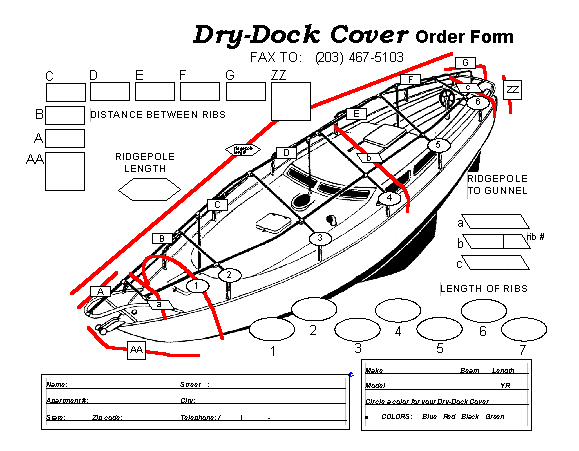 Dry-Dock Cover Order Form
FAX TO: (203) 467-5103
C D E F G ZZ
B DISTANCE BETWEEN RIBS
A
AA
RIDGEPOLE
LENGTH
Ridgepole
Length
G
F
c
ZZ
6
E
D
b
5
C
4
B
3
2
A
1
a
AA
RIDGEPOLE
TO GUNNEL
a
b
rib #
c
LENGTH OF RIBS
1 2 3 4 5 6 7
Name: Street :
Apartment#: City:
State: Zip code: Telephone: / ) -
Make Beam Length
Model YR
Circle a color for your Dry-Dock Cover
COLORS: Blue Red Black Green